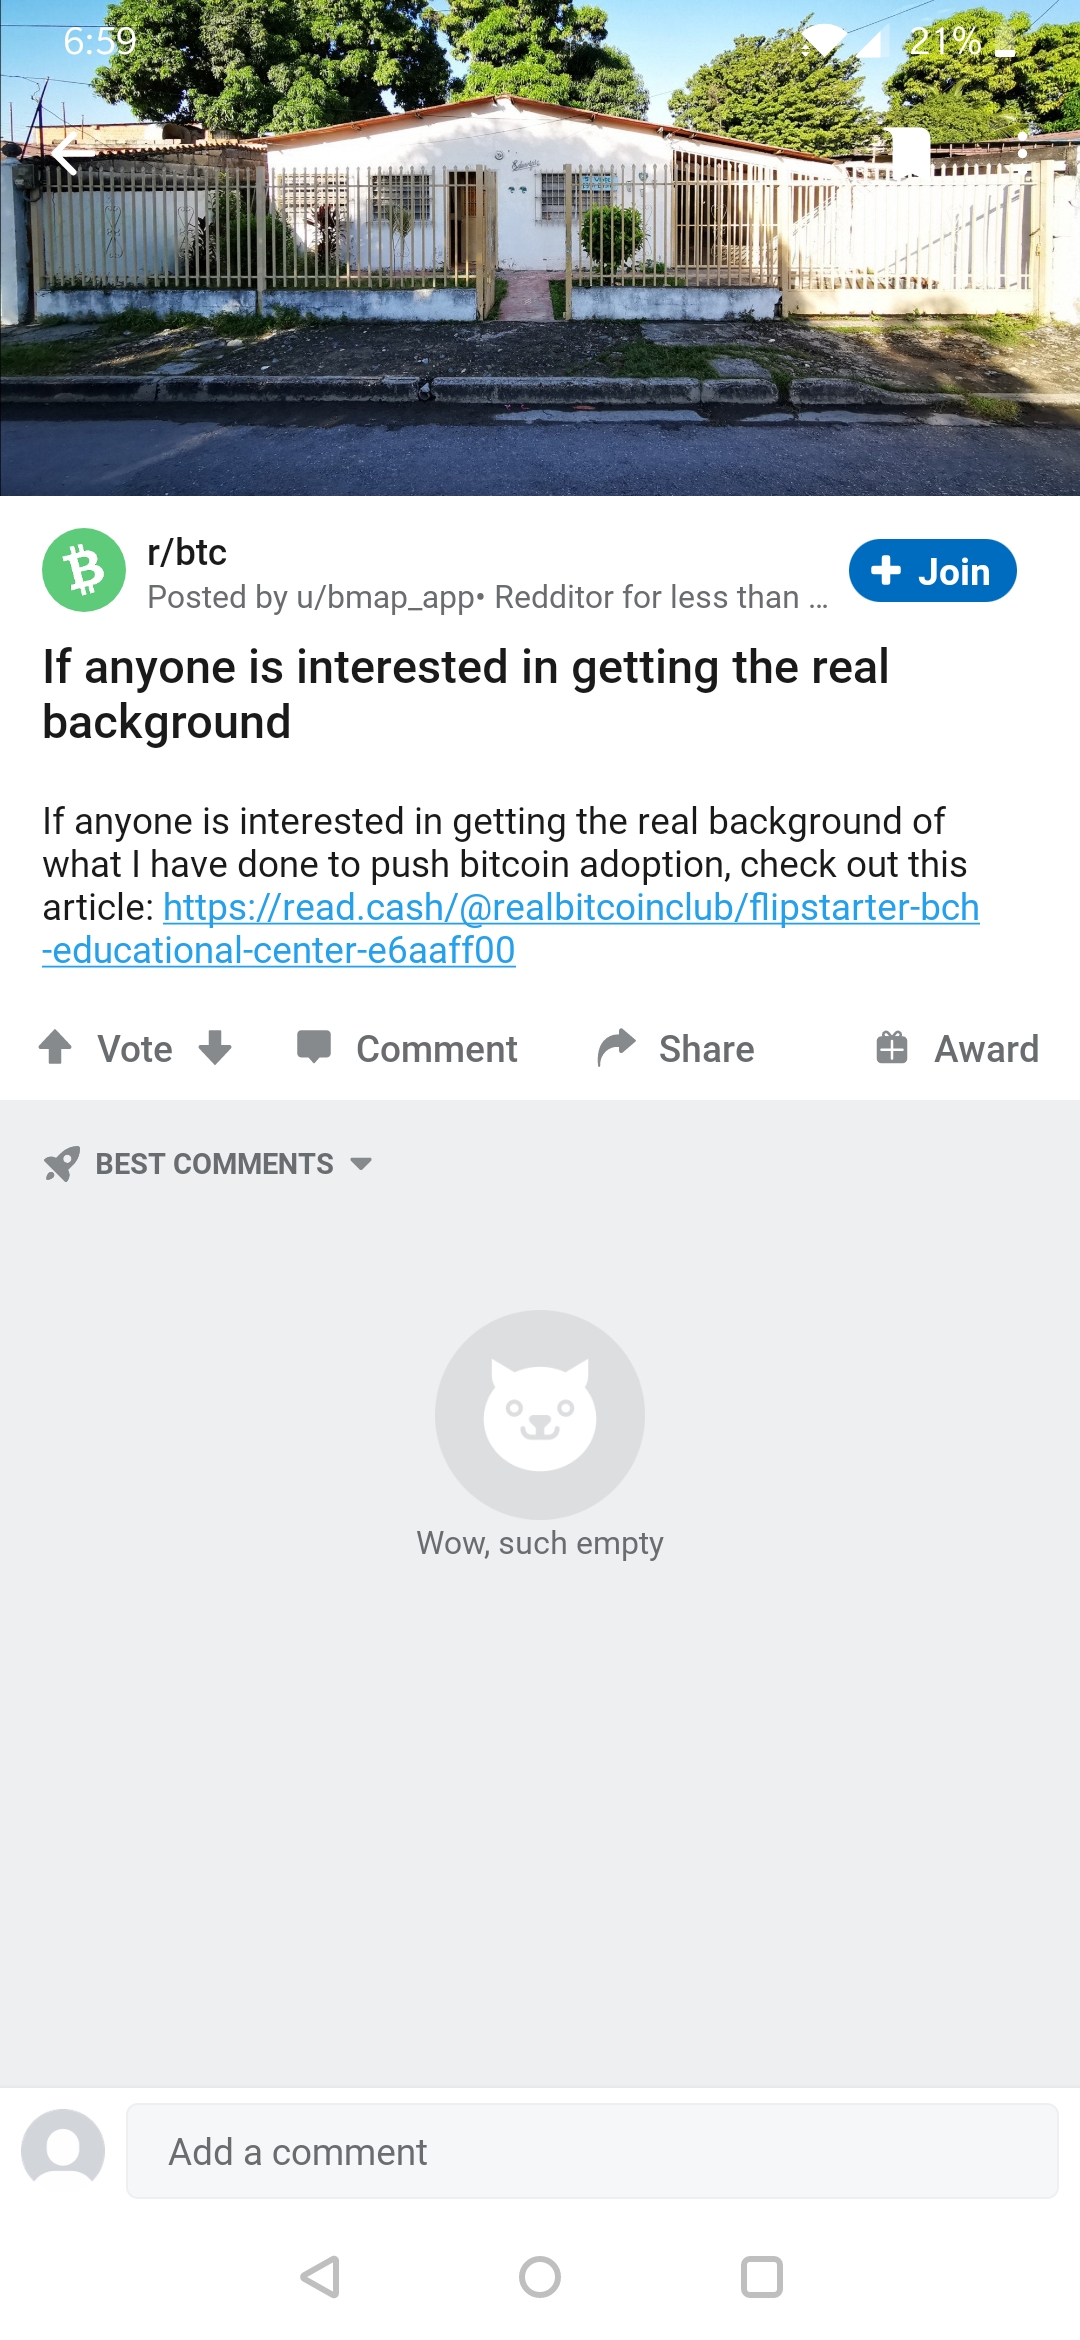 6:59
21%
r/btc
Join
Posted by u/bmap_app• Redditor for less than ...
If anyone is interested in getting the real
background
If anyone is interested in getting the real background of
what I have done to push bitcoin adoption, check out this
article: https://read.cash/@realbitcoinclub/flipstarter-bch
-educational-center-e6aaff00
Vote
Comment
Share
Award
BEST COMMENTS
Wow, such empty
Add a comment